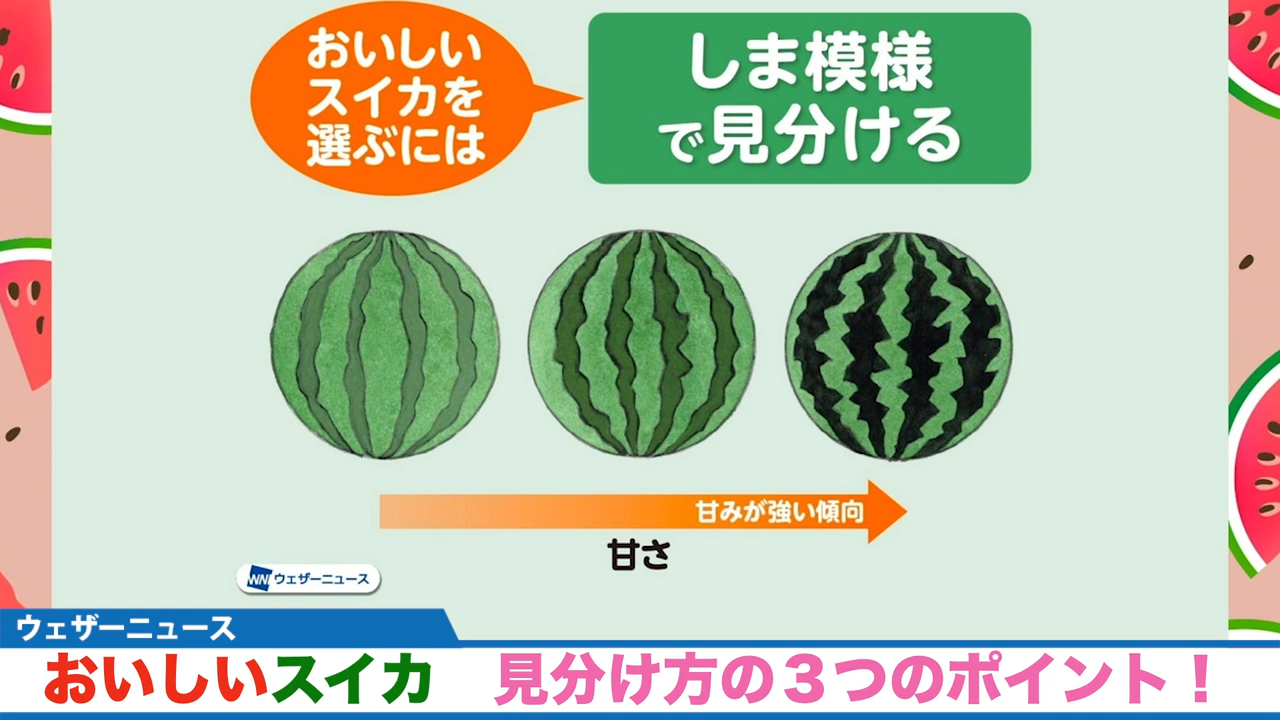 おいしい
スイカを
選ぶには
しま模様
で見分ける
甘みが強い傾向
甘さ
WNI ウェザーニュース
ウェザーニュース
おいしいスイカ 見分け方の３つのポイント！